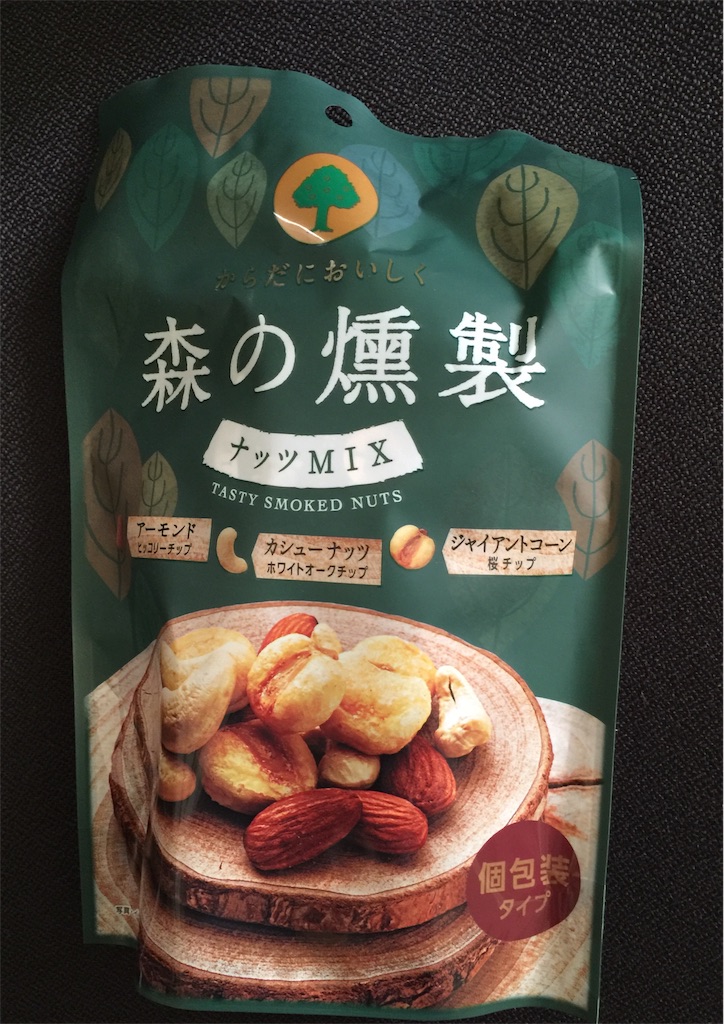 からだにおいしく
森の燻製
ナッツMIX
TASTY SMOKED NUTS
アーモンド
ヒッコリーチップ
カシューナッツ
ホワイトオークチップ
ジャイアントコーン
桜チップ
個包装
タイプ